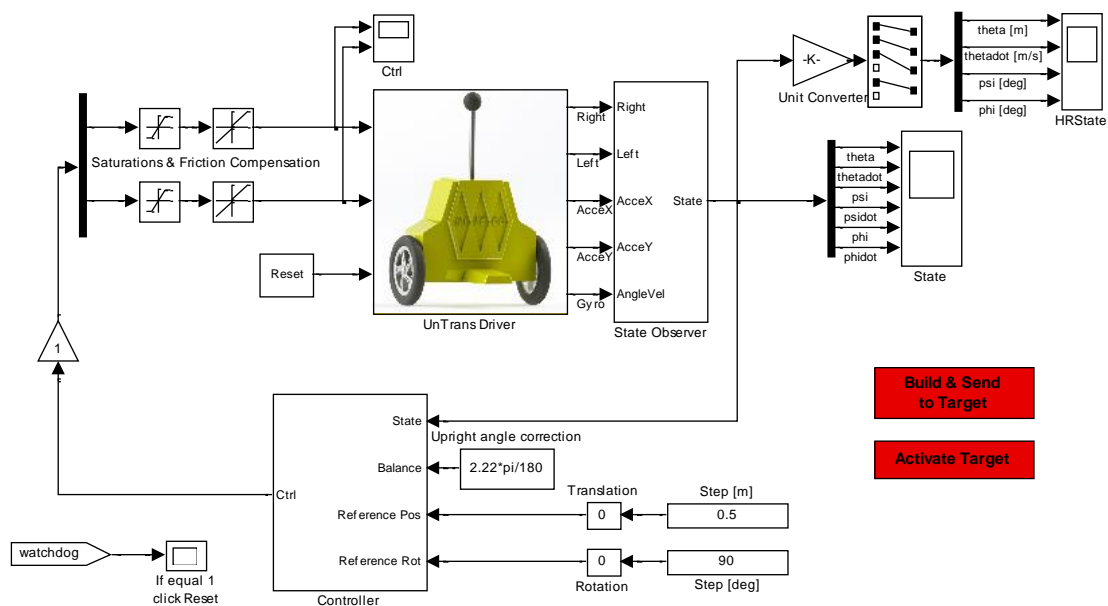 Ctrl
Saturations & Friction Compensation
Reset
UnTrans Driver
Right
Left
AcceX
AcceY
Gyro
Right
Left
AcceX
AcceY
AngleVel
State
State Observer
-K-
Unit Converter
theta [m]
thetadot [m/s]
psi [deg]
phi [deg]
HRState
theta
thetadot
psi
psidot
phi
phidot
State
1
Build & Send
to Target
Activate Target
State
Balance
Reference Pos
Reference Rot
Ctrl
Controller
Upright angle correction
2.22*pi/180
Translation
0
Step [m]
0.5
0
Rotation
90
Step [deg]
watchdog
If equal 1
click Reset